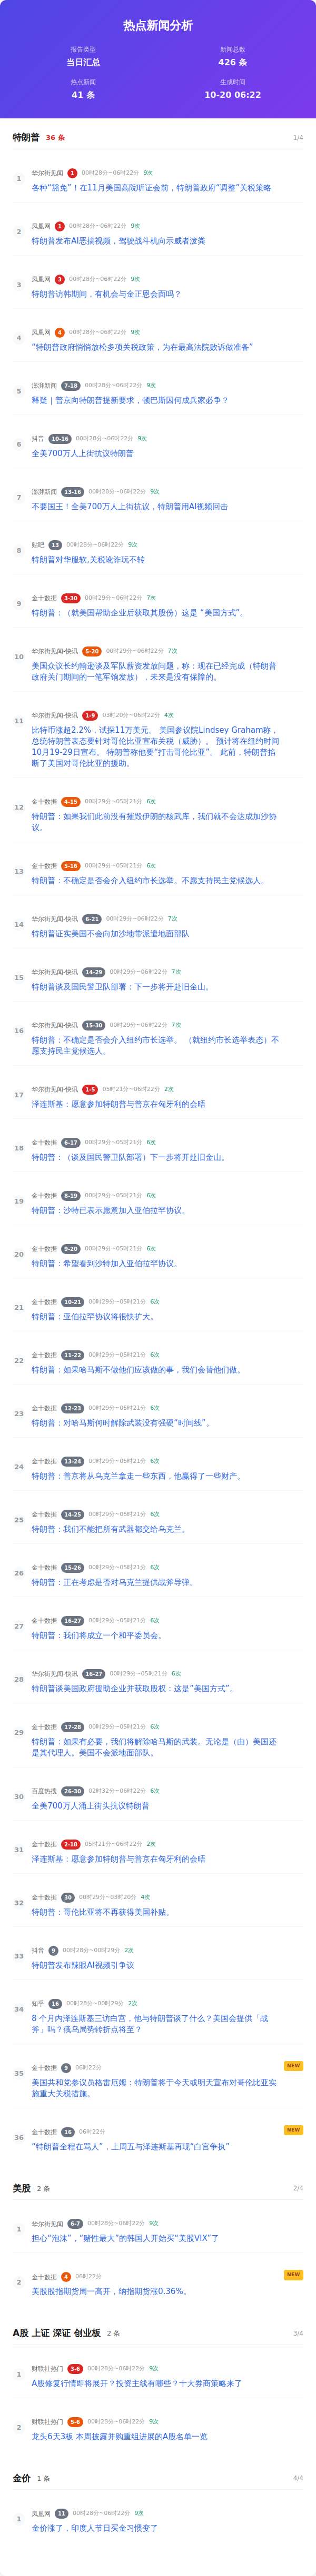 热点新闻分析
报告类型 新闻总数
当日汇总 426 条
热点新闻 生成时间
41 条 10-20 06:22
特朗普 36 条 1/4
1 华尔街见闻 1 00时28分~06时22分 9次
各种“豁免”！在11月美国高院听证会前，特朗普政府“调整”关税策略
2 凤凰网 1 00时28分~06时22分 9次
特朗普发布AI恶搞视频，驾驶战斗机向示威者泼粪
3 凤凰网 3 00时28分~06时22分 9次
特朗普访韩期间，有机会与金正恩会面吗？
4 凤凰网 4 00时28分~06时22分 9次
“特朗普政府悄悄放松多项关税政策，为在最高法院败诉做准备”
5 澎湃新闻 7-18 00时28分~06时22分 9次
释疑｜普京向特朗普提新要求，顿巴斯因何成兵家必争？
6 抖音 10-16 00时28分~06时22分 9次
全美700万人上街抗议特朗普
7 澎湃新闻 13-16 00时28分~06时22分 9次
不要国王！全美700万人上街抗议，特朗普用AI视频回击
8 贴吧 13 00时28分~06时22分 9次
特朗普对华服软,关税讹诈玩不转
9 金十数据 3-30 00时29分~06时22分 7次
特朗普：（就美国帮助企业后获取其股份）这是 “美国方式”。
10 华尔街见闻-快讯 5-20 00时29分~06时22分 7次
美国众议长约翰逊谈及军队薪资发放问题，称：现在已经完成（特朗普
政府关门期间的一笔军饷发放），未来是没有保障的。
11 华尔街见闻-快讯 1-9 03时20分~06时22分 4次
比特币涨超2.2%，试探11万美元。 美国参议院Lindsey Graham称，
总统特朗普表态要针对哥伦比亚宣布关税（威胁）。 预计将在纽约时间
10月19-29日宣布。 特朗普称他要“打击哥伦比亚”。 此前，特朗普掐
断了美国对哥伦比亚的援助。
12 金十数据 4-15 00时29分~05时21分 6次
特朗普：如果我们此前没有摧毁伊朗的核武库，我们就不会达成加沙协
议。
13 金十数据 5-16 00时29分~05时21分 6次
特朗普：不确定是否会介入纽约市长选举。不愿支持民主党候选人。
14 华尔街见闻-快讯 6-21 00时29分~06时22分 7次
特朗普证实美国不会向加沙地带派遣地面部队
15 华尔街见闻-快讯 14-29 00时29分~06时22分 7次
特朗普谈及国民警卫队部署：下一步将开赴旧金山。
16 华尔街见闻-快讯 15-30 00时29分~06时22分 7次
特朗普：不确定是否会介入纽约市长选举。 （就纽约市长选举表态）不
愿支持民主党候选人。
17 华尔街见闻-快讯 1-5 05时21分~06时22分 2次
泽连斯基：愿意参加特朗普与普京在匈牙利的会晤
18 金十数据 6-17 00时29分~05时21分 6次
特朗普：（谈及国民警卫队部署）下一步将开赴旧金山。
19 金十数据 8-19 00时29分~05时21分 6次
特朗普：沙特已表示愿意加入亚伯拉罕协议。
20 金十数据 9-20 00时29分~05时21分 6次
特朗普：希望看到沙特加入亚伯拉罕协议。
21 金十数据 10-21 00时29分~05时21分 6次
特朗普：亚伯拉罕协议将很快扩大。
22 金十数据 11-22 00时29分~05时21分 6次
特朗普：如果哈马斯不做他们应该做的事，我们会替他们做。
23 金十数据 12-23 00时29分~05时21分 6次
特朗普：对哈马斯何时解除武装没有强硬“时间线”。
24 金十数据 13-24 00时29分~05时21分 6次
特朗普：普京将从乌克兰拿走一些东西，他赢得了一些财产。
25 金十数据 14-25 00时29分~05时21分 6次
特朗普：我们不能把所有武器都交给乌克兰。
26 金十数据 15-26 00时29分~05时21分 6次
特朗普：正在考虑是否对乌克兰提供战斧导弹。
27 金十数据 16-27 00时29分~05时21分 6次
特朗普：我们将成立一个和平委员会。
28 华尔街见闻-快讯 16-27 00时29分~05时21分 6次
特朗普谈美国政府援助企业并获取股权：这是“美国方式”。
29 金十数据 17-28 00时29分~05时21分 6次
特朗普：如果有必要，我们将解除哈马斯的武装。无论是（由）美国还
是其代理人。美国不会派地面部队。
30 百度热搜 26-30 02时32分~06时22分 6次
全美700万人涌上街头抗议特朗普
31 金十数据 2-18 05时21分~06时22分 2次
泽连斯基：愿意参加特朗普与普京在匈牙利的会晤
32 金十数据 30 00时29分~03时20分 4次
特朗普：哥伦比亚将不再获得美国补贴。
33 抖音 9 00时28分~00时29分 2次
特朗普发布辣眼AI视频引争议
34 知乎 16 00时28分~00时29分 2次
8 个月内泽连斯基三访白宫，他与特朗普谈了什么？美国会提供「战
斧」吗？俄乌局势转折点将至？
35 金十数据 9 06时22分 NEW
美国共和党参议员格雷厄姆：特朗普将于今天或明天宣布对哥伦比亚实
施重大关税措施。
36 金十数据 16 06时22分 NEW
“特朗普全程在骂人”，上周五与泽连斯基再现“白宫争执”
美股 2 条 2/4
1 华尔街见闻 6-7 00时28分~06时22分 9次
担心“泡沫”，“赌性最大”的韩国人开始买“美股VIX”了
2 金十数据 4 06时22分 NEW
美股股指期货周一高开，纳指期货涨0.36%。
A股 上证 深证 创业板 2 条 3/4
1 财联社热门 3-6 00时28分~06时22分 9次
A股修复行情即将展开？投资主线有哪些？十大券商策略来了
2 财联社热门 5-6 00时28分~06时22分 9次
龙头6天3板 本周披露并购重组进展的A股名单一览
金价 1 条 4/4
1 凤凰网 11 00时28分~06时22分 9次
金价涨了，印度人节日买金习惯变了